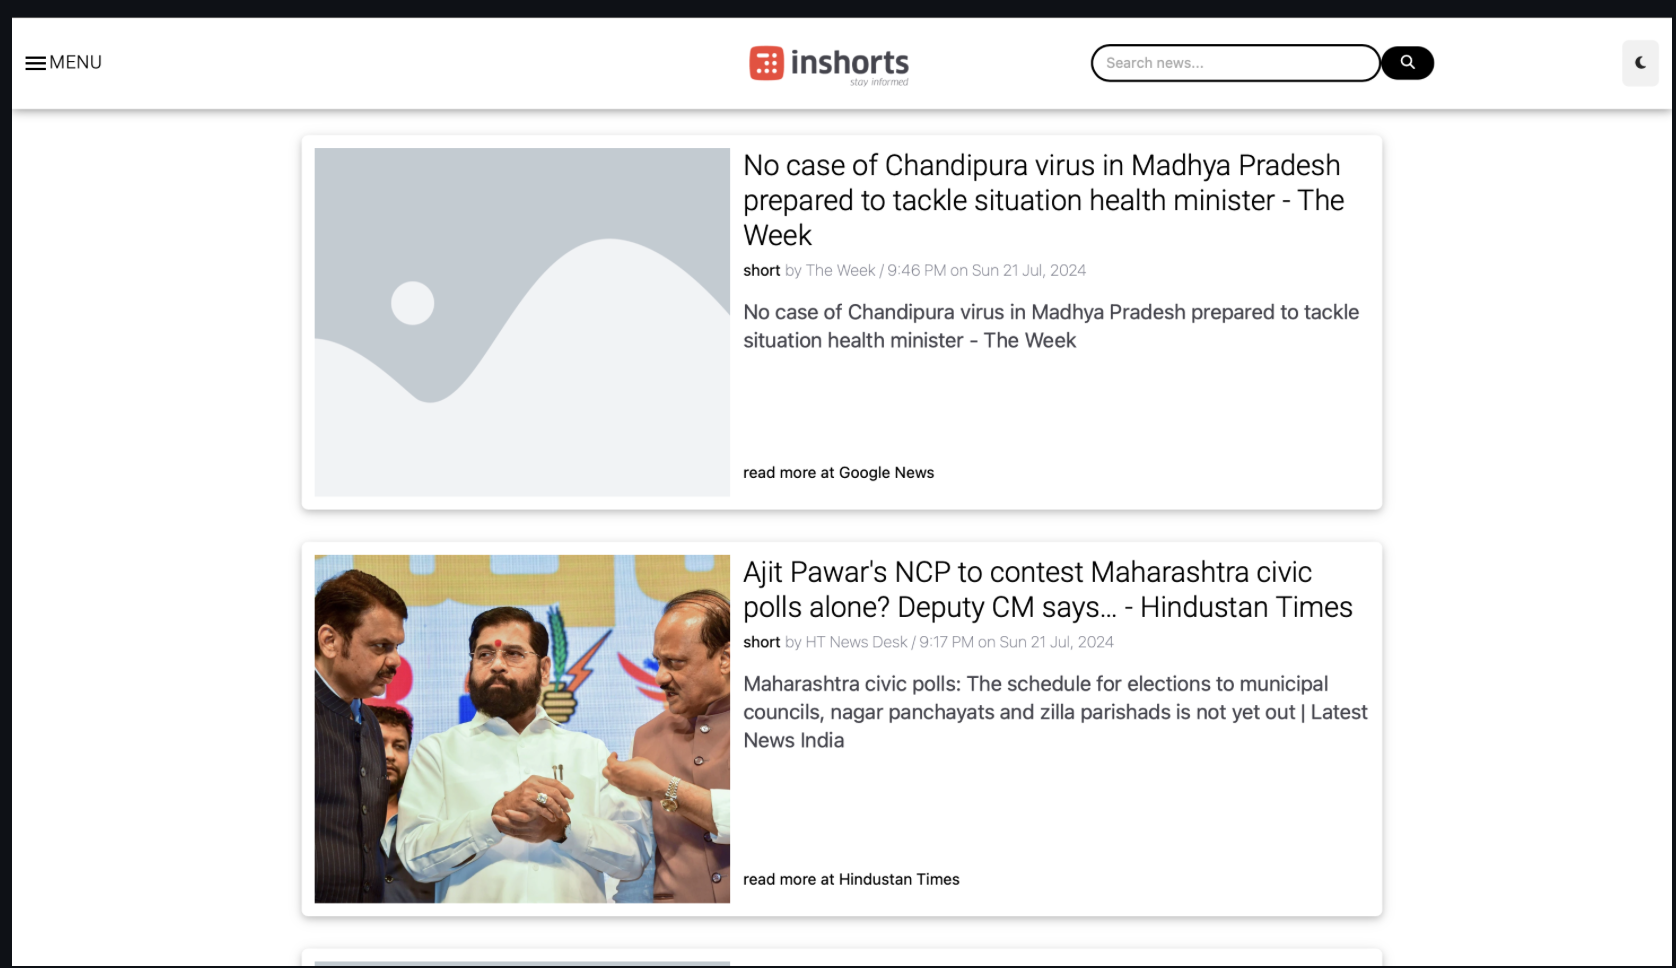 MENU
inshorts
stay informed
Search news...
No case of Chandipura virus in Madhya Pradesh
prepared to tackle situation health minister - The
Week
short by The Week / 9:46 PM on Sun 21 Jul, 2024
No case of Chandipura virus in Madhya Pradesh prepared to tackle
situation health minister - The Week
read more at Google News
Ajit Pawar's NCP to contest Maharashtra civic
polls alone? Deputy CM says... - Hindustan Times
short by HT News Desk / 9:17 PM on Sun 21 Jul, 2024
Maharashtra civic polls: The schedule for elections to municipal
councils, nagar panchayats and zilla parishads is not yet out | Latest
News India
read more at Hindustan Times